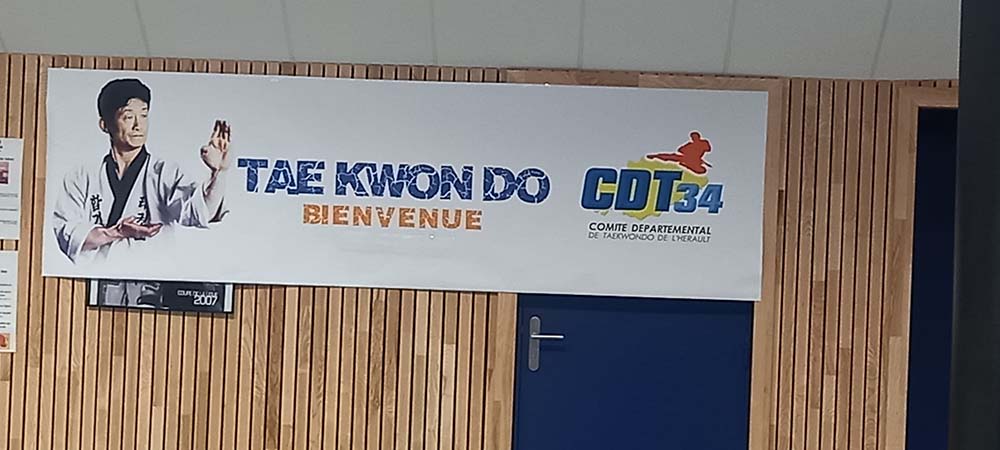 TAE KWON DO
BIENVENUE
CDT34
COMITE DEPARTEMENTAL
DE TAEKWONDO DE L'HERAULT
2007